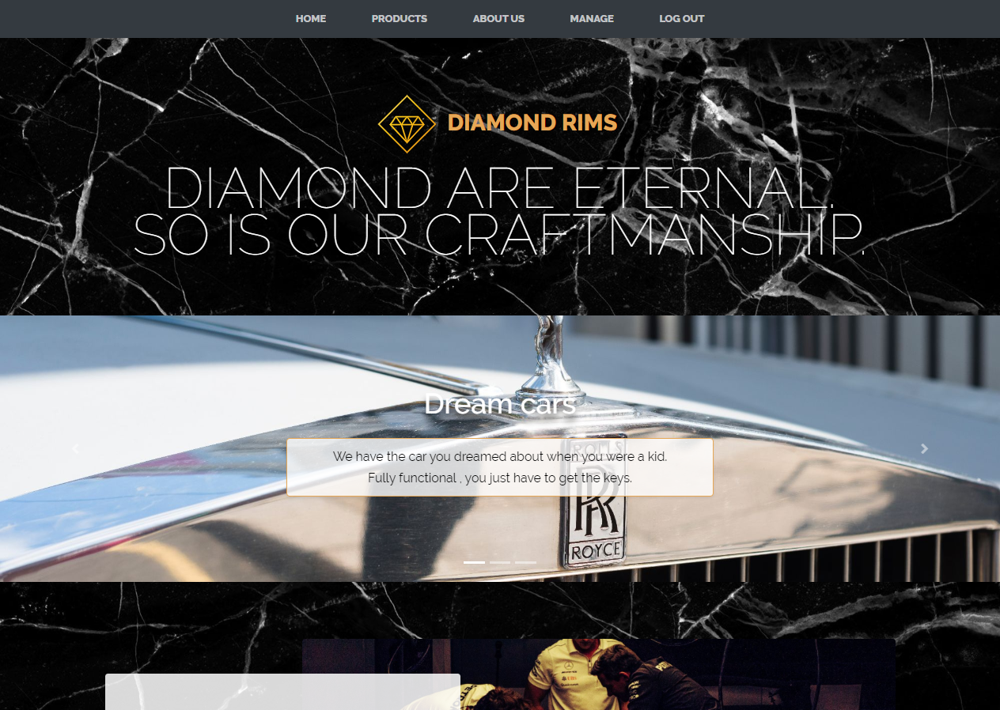 HOME PRODUCTS ABOUT US MANAGE LOG OUT
DIAMOND RIMS
DIAMOND ARE ETERNAL.
SO IS OUR CRAFTMANSHIP.
Dream cars
ROLLS
We have the car you dreamed about when you were a kid.
Fully functional , you just have to get the keys.
RR
ROYCE